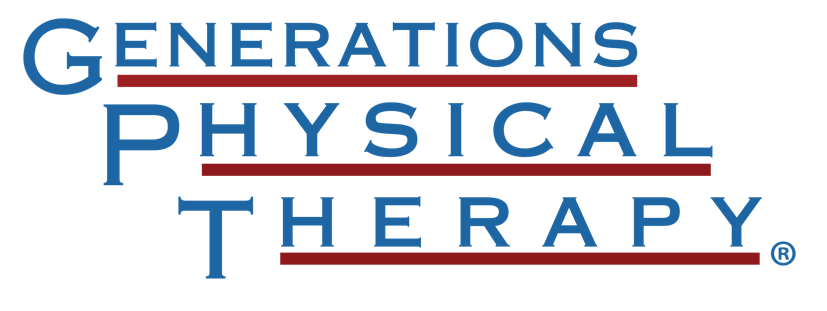 GENERATIONS
PHYSICAL
THERAPY®